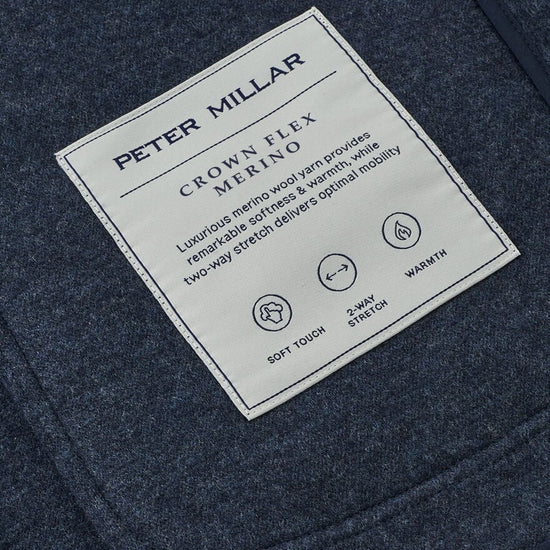 PETER MILLAR
CROWN FLEX
MERINO
Luxurious merino wool yarn provides
remarkable softness & warmth, while
two-way stretch delivers optimal mobility
SOFT TOUCH
2-WAY
STRETCH
WARMTH